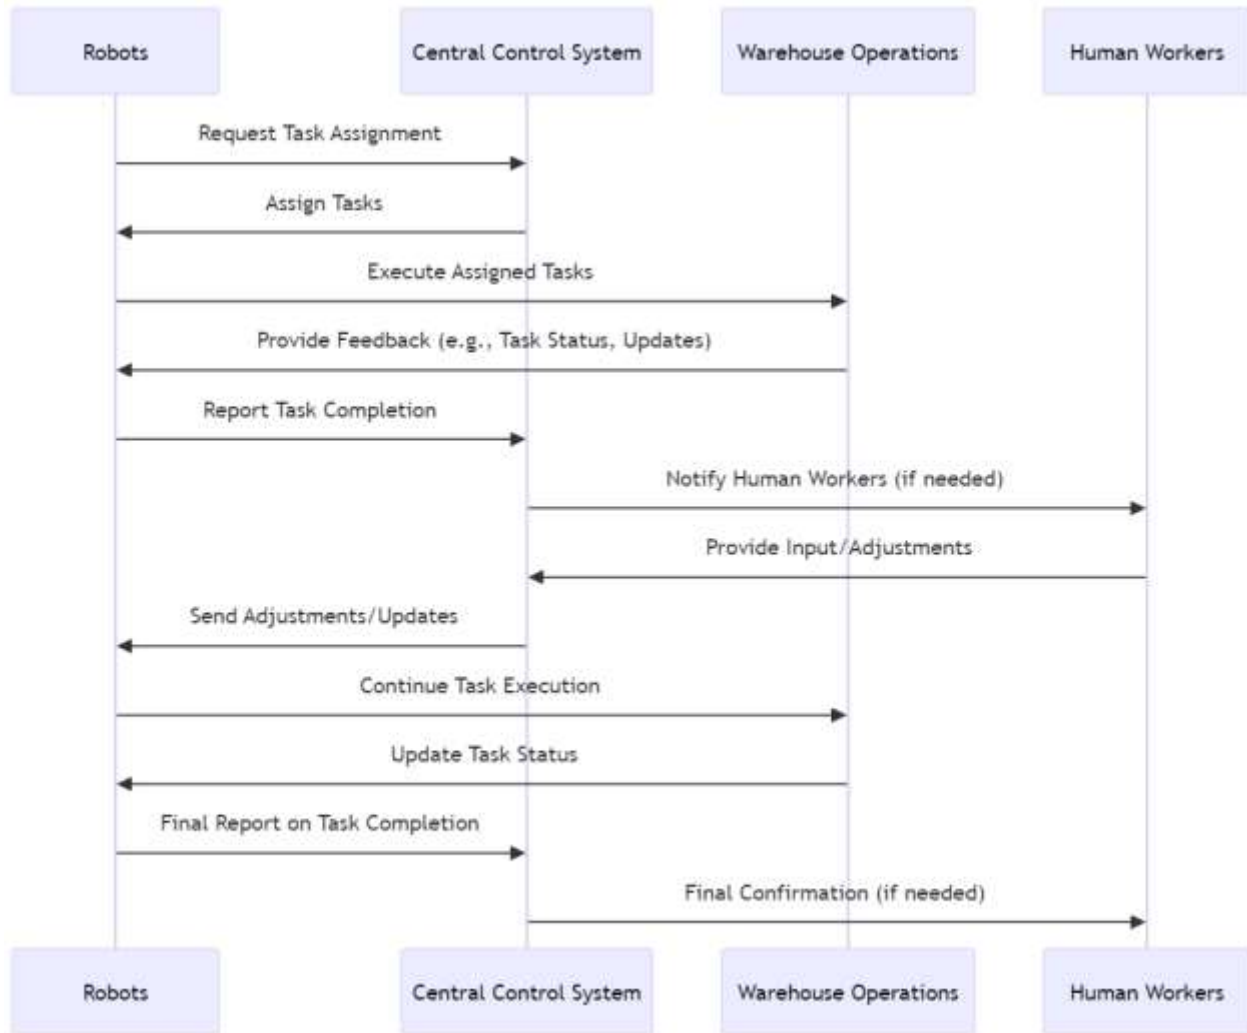 Robots
Central Control System
Warehouse Operations
Human Workers
Request Task Assignment
Assign Tasks
Execute Assigned Tasks
Provide Feedback (e.g., Task Status, Updates)
Report Task Completion
Notify Human Workers (if needed)
Provide Input/Adjustments
Send Adjustments/Updates
Continue Task Execution
Update Task Status
Final Report on Task Completion
Final Confirmation (if needed)
Robots
Central Control System
Warehouse Operations
Human Workers